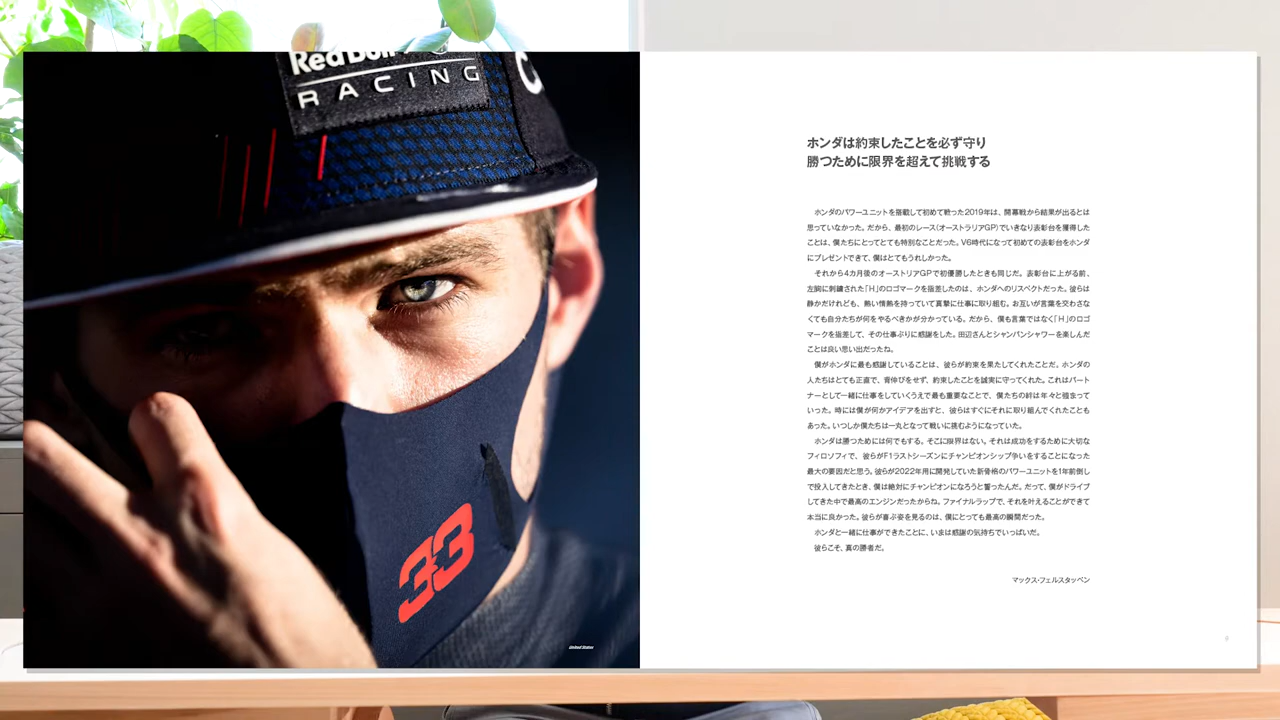 Red Bull
RACING
33
United States
ホンダは約束したことを必ず守り
勝つために限界を超えて挑戦する
ホンダのパワーユニットを搭載して初めて戦った2019年は、開幕戦から結果が出るとは
思っていなかった。だから、最初のレース(オーストラリアGP)でいきなり表彰台を獲得した
ことは、僕たちにとってとても特別なことだった。V6時代になって初めての表彰台をホンダ
にプレゼントできて、僕はとてもうれしかった。
それから4カ月後のオーストリアGPで初優勝したときも同じだ。表彰台に上がる前、
左胸に刺繍された「H」のロゴマークを指差したのは、ホンダへのリスペクトだった。彼らは
静かだけれども、熱い情熱を持っていて真摯に仕事に取り組む。お互いが言葉を交わさな
くても自分たちが何をやるべきかが分かっている。だから、僕も言葉ではなく「H」のロゴ
マークを指差して、その仕事ぶりに感謝をした。田辺さんとシャンパンシャワーを楽しんだ
ことは良い思い出だったね。
僕がホンダに最も感謝していることは、彼らが約束を果たしてくれたことだ。ホンダの
人たちはとても正直で、背伸びをせず、約束したことを誠実に守ってくれた。これはパート
ナーとして一緒に仕事をしていくうえで最も重要なことで、僕たちの絆は年々強まって
いった。時には僕が何かアイデアを出すと、彼らはすぐにそれに取り組んでくれたことも
あった。いつしか僕たちは一丸となって戦いに挑むようになっていた。
ホンダは勝つためには何でもする。そこに限界はない。それは成功をするために大切な
フィロソフィで、彼らがF1ラストシーズンにチャンピオンシップ争いをすることになった
最大の要因だと思う。彼らが2022年用に開発していた新骨格のパワーユニットを1年前倒し
で投入してきたとき、僕は絶対にチャンピオンになろうと誓ったんだ。だって、僕がドライブ
してきた中で最高のエンジンだったからね。ファイナルラップで、それを叶えることができて
本当に良かった。彼らが喜ぶ姿を見るのは、僕にとっても最高の瞬間だった。
ホンダと一緒に仕事ができたことに、いまは感謝の気持ちでいっぱいだ。
彼らこそ、真の勝者だ。
マックス・フェルスタッペン